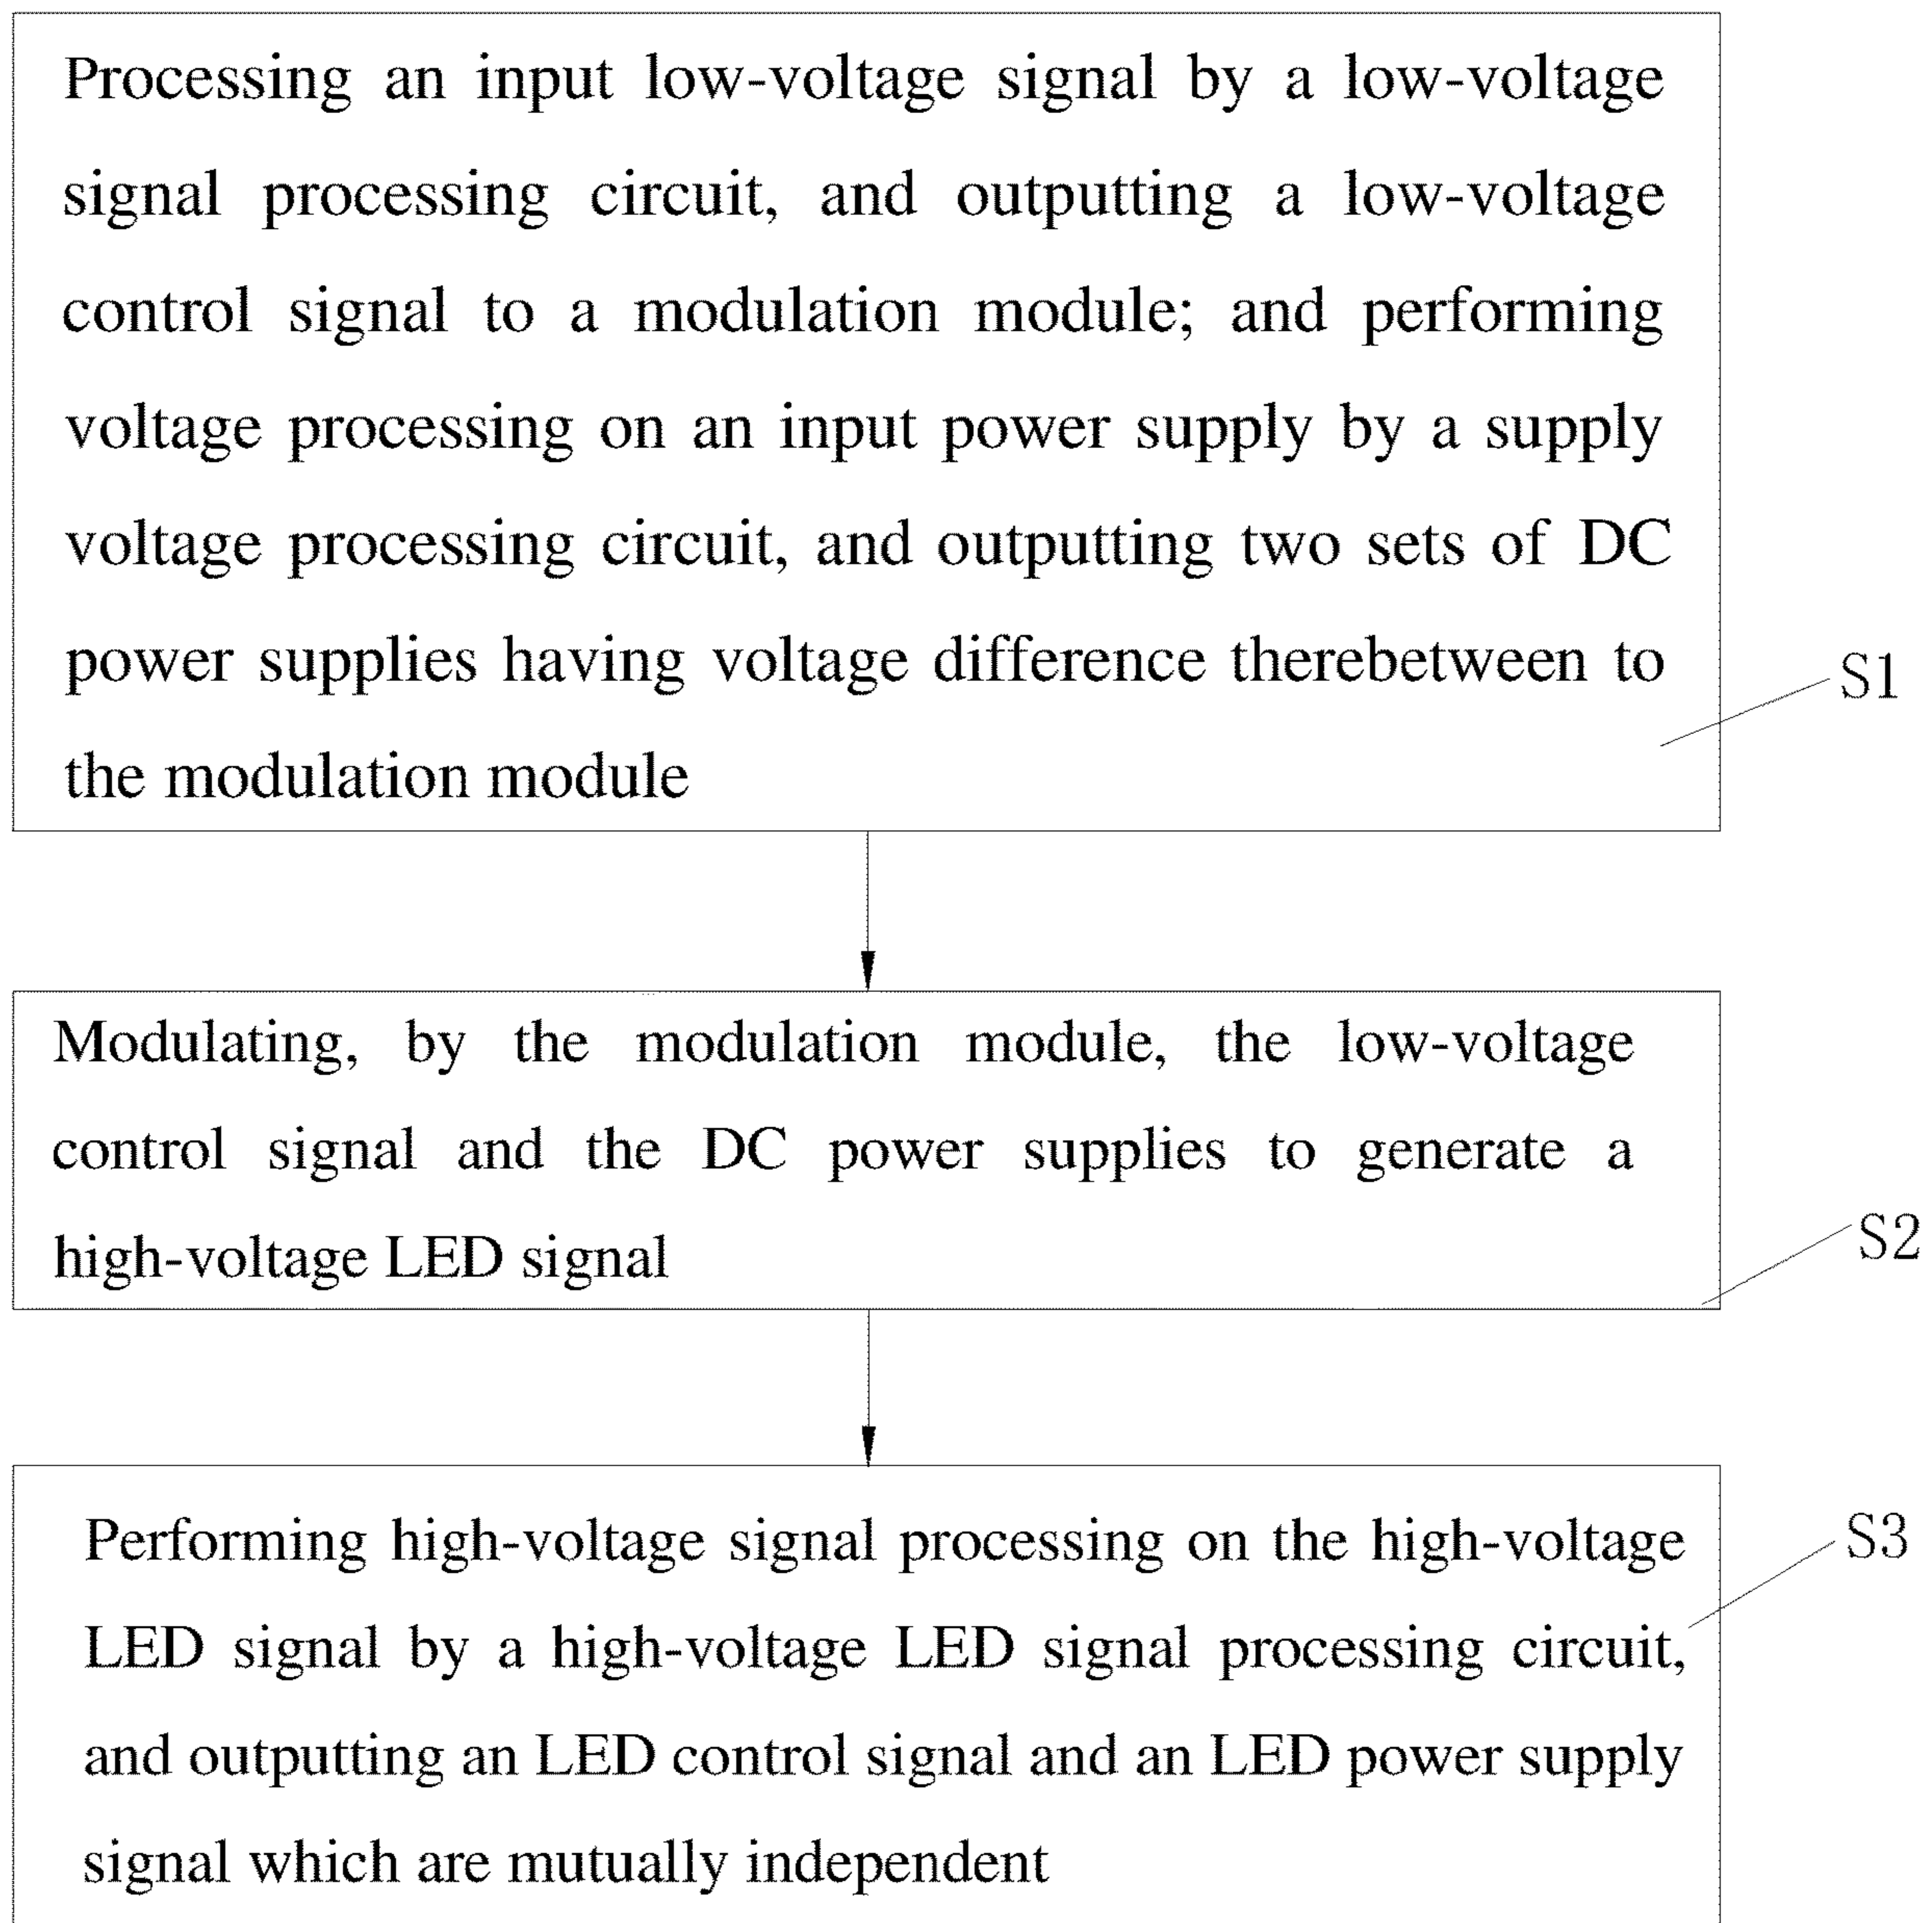 Processing an input low-voltage signal by a low-voltage
signal processing circuit, and outputting a low-voltage
control signal to a modulation module; and performing
voltage processing on an input power supply by a supply
voltage processing circuit, and outputting two sets of DC
power supplies having voltage difference therebetween to
S1
the modulation module
Modulating, by the modulation module, the low-voltage
control signal and the DC power supplies to generate a
high-voltage LED signal
S2
Performing high-voltage signal processing on the high-voltage
S3
LED signal by a high-voltage LED signal processing circuit,
and outputting an LED control signal and an LED power supply
signal which are mutually independent